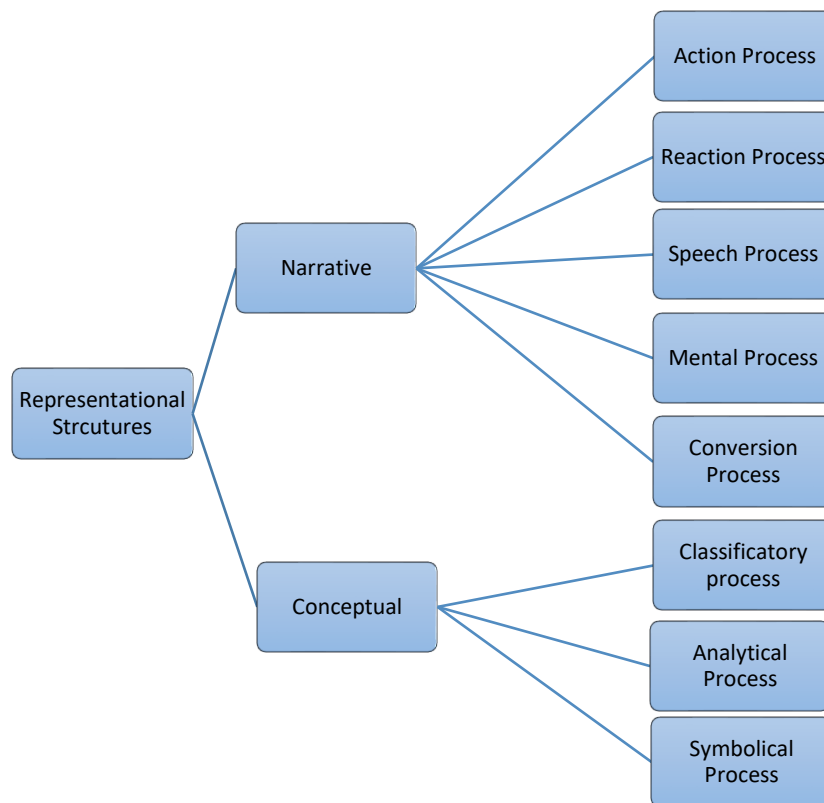 Action Process
Reaction Process
Speech Process
Narrative
Mental Process
Representational
Strcutures
Conversion
Process
Classificatory
process
Conceptual
Analytical
Process
Symbolical
Process